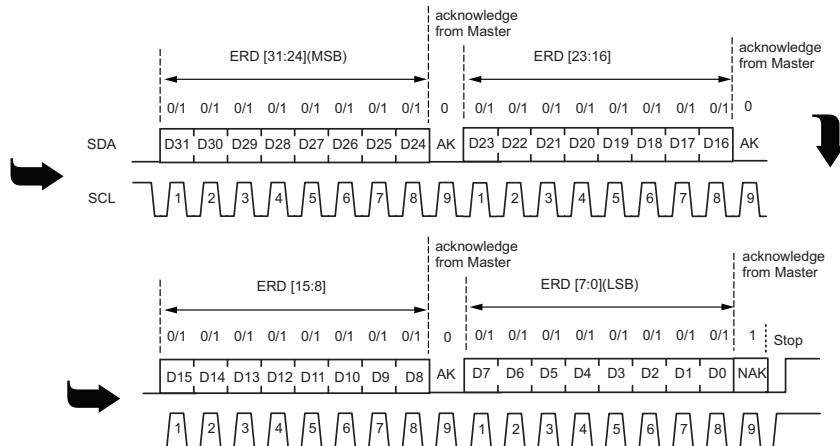 acknowledge
from Master
acknowledge
from Master
ERD [31:24](MSB)
ERD [23:16]
0/1 0/1 0/1 0/1 0/1 0/1 0/1 0/1 0 0/1 0/1 0/1 0/1 0/1 0/1 0/1 0/1 0
SDA D31 D30 D29 D28 D27 D26 D25 D24 AK D23 D22 D21 D20 D19 D18 D17 D16 AK
SCL 1 2 3 4 5 6 7 8 9 1 2 3 4 5 6 7 8 9
acknowledge
from Master
acknowledge
from Master
ERD [15:8]
ERD [7:0](LSB)
0/1 0/1 0/1 0/1 0/1 0/1 0/1 0/1 0 0/1 0/1 0/1 0/1 0/1 0/1 0/1 0/1 1 Stop
D15 D14 D13 D12 D11 D10 D9 D8 AK D7 D6 D5 D4 D3 D2 D1 D0 NAK
1 2 3 4 5 6 7 8 9 1 2 3 4 5 6 7 8 9